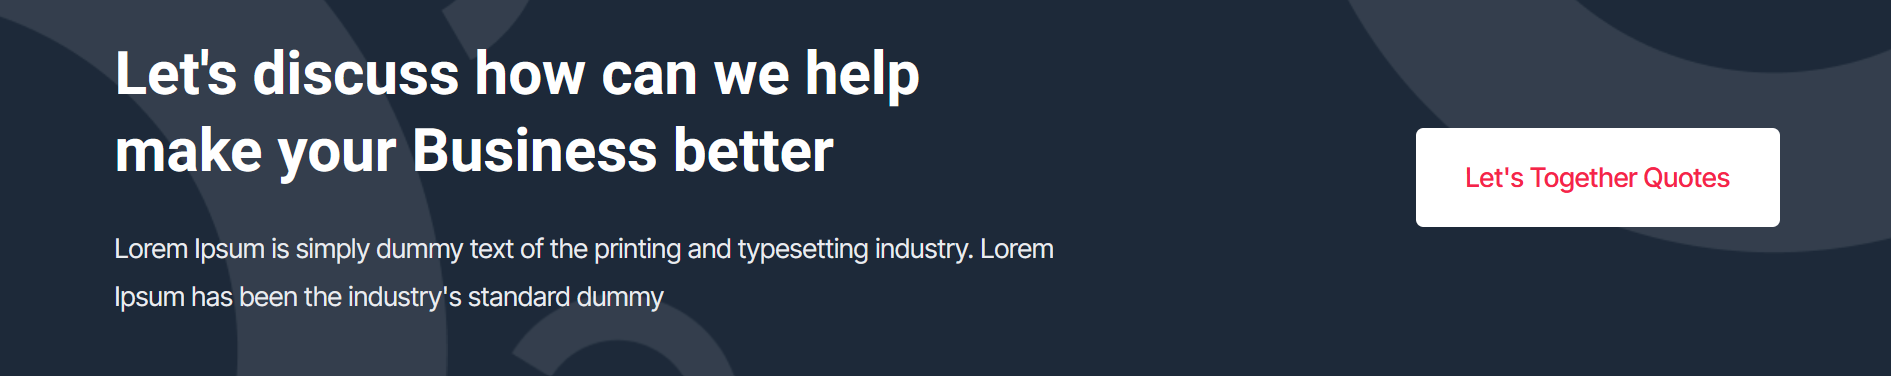 Let's discuss how can we help
make your Business better
Lorem Ipsum is simply dummy text of the printing and typesetting industry. Lorem
Ipsum has been the industry's standard dummy
Let's Together Quotes